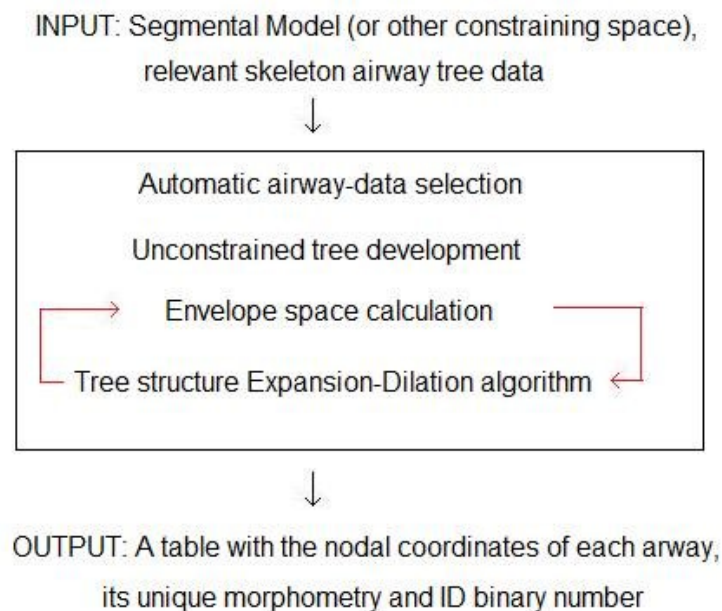 INPUT: Segmental Model (or other constraining space),
relevant skeleton airway tree data
Automatic airway-data selection
Unconstrained tree development
Envelope space calculation
Tree structure Expansion-Dilation algorithm
OUTPUT: A table with the nodal coordinates of each arway,
its unique morphometry and ID binary number